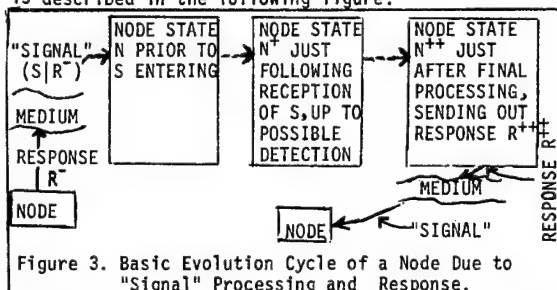 is described in the following figure.
"SIGNAL"
(S|R⁻)
MEDIUM
RESPONSE
R⁻
NODE
NODE STATE
N PRIOR TO
S ENTERING
NODE STATE
N⁺ JUST
FOLLOWING
RECEPTION
OF S,UP TO
POSSIBLE
DETECTION
NODE STATE
N⁺⁺ JUST
AFTER FINAL
PROCESSING,
SENDING OUT
RESPONSE R⁺⁺⁺
RESPONSE R⁺⁺⁺
MEDIUM
"SIGNAL"
NODE
Figure 3. Basic Evolution Cycle of a Node Due to
"Signal" Processing and Response.